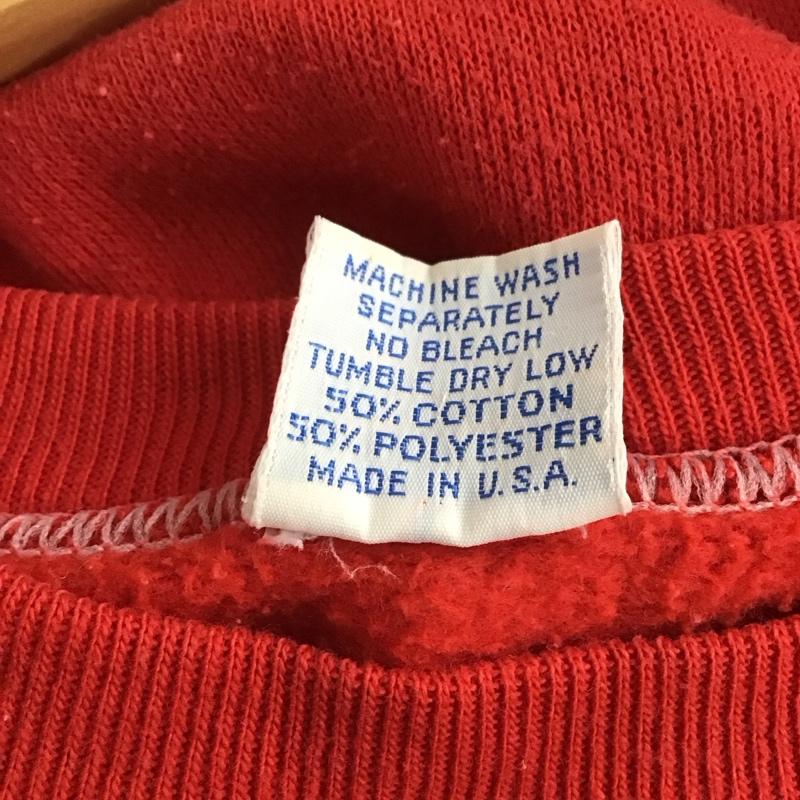 MACHINE WASH
SEPARATELY
NO BLEACH
TUMBLE DRY LOW
50% COTTON
50% POLYESTER
MADE IN U.S.A.